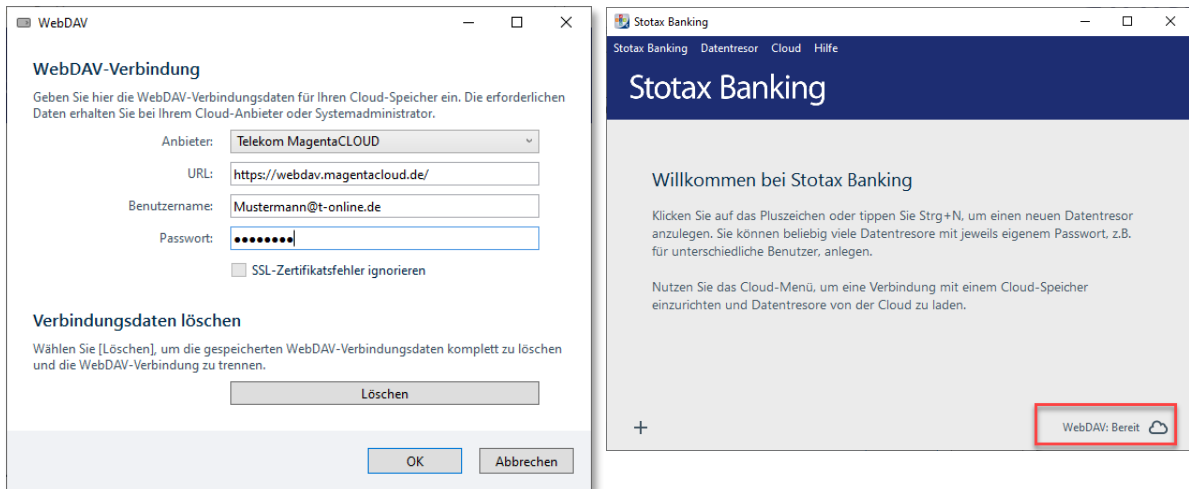 WebDAV
WebDAV-Verbindung
Geben Sie hier die WebDAV-Verbindungsdaten für Ihren Cloud-Speicher ein. Die erforderlichen
Daten erhalten Sie bei Ihrem Cloud-Anbieter oder Systemadministrator.
Anbieter: Telekom MagentaCLOUD
URL: https://webdav.magentacloud.de/
Benutzername: Mustermann@t-online.de
Passwort: ●●●●●●●●
SSL-Zertifikatsfehler ignorieren
Verbindungsdaten löschen
Wählen Sie [Löschen], um die gespeicherten WebDAV-Verbindungsdaten komplett zu löschen
und die WebDAV-Verbindung zu trennen.
Löschen
OK Abbrechen
Stotax Banking
Stotax Banking Datentresor Cloud Hilfe
Stotax Banking
Willkommen bei Stotax Banking
Klicken Sie auf das Pluszeichen oder tippen Sie Strg+N, um einen neuen Datentresor
anzulegen. Sie können beliebig viele Datentresore mit jeweils eigenem Passwort, z.B.
für unterschiedliche Benutzer, anlegen.
Nutzen Sie das Cloud-Menü, um eine Verbindung mit einem Cloud-Speicher
einzurichten und Datentresore von der Cloud zu laden.
WebDAV: Bereit